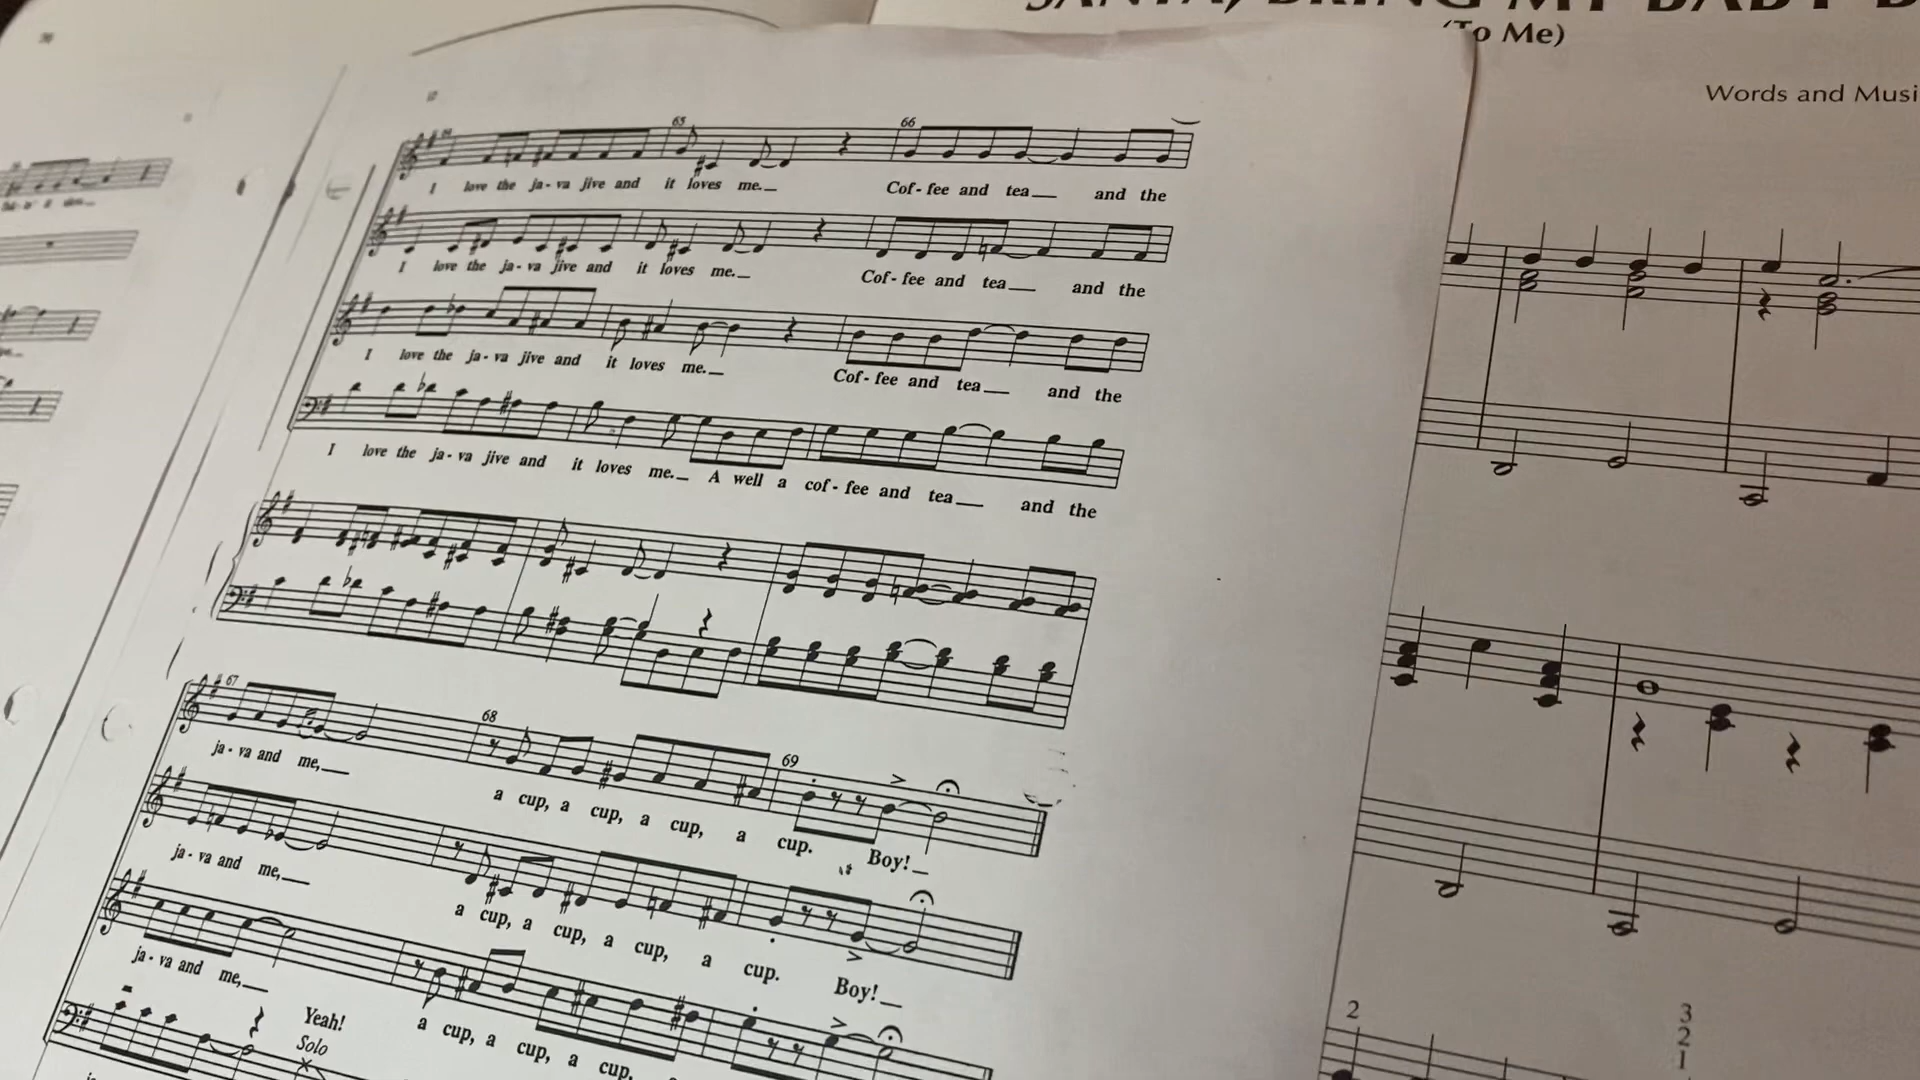 SANTA, BRING MY BABY B
(To Me)
Words and Musi
65
66
I love the ja - va jive and it loves me.
Cof - fee and tea and the
I love the ja - va jive and it loves me.
Cof - fee and tea and the
I love the ja - va jive and it loves me.
Cof - fee and tea and the
I love the ja - va jive and it loves me. A well a cof - fee and tea and the
67
68
69
ja - va and me,
a cup, a cup, a cup, a cup. Boy!
ja - va and me,
a cup, a cup, a cup, a cup. Boy!
ja - va and me,
Yeah!
Solo
a cup, a cup, a cup,
2
3
2
1